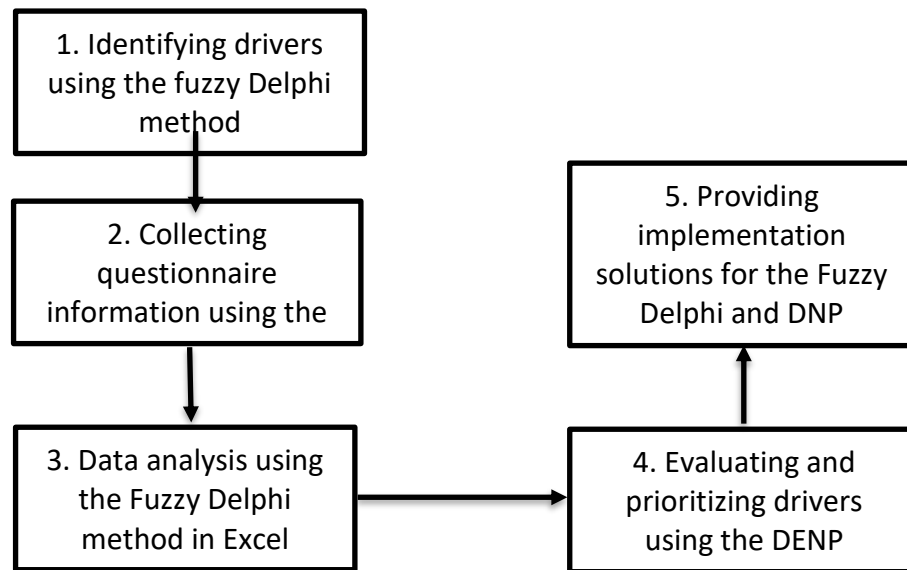 1. Identifying drivers
using the fuzzy Delphi
method
2. Collecting
questionnaire
information using the
3. Data analysis using
the Fuzzy Delphi
method in Excel
4. Evaluating and
prioritizing drivers
using the DENP
5. Providing
implementation
solutions for the Fuzzy
Delphi and DNP